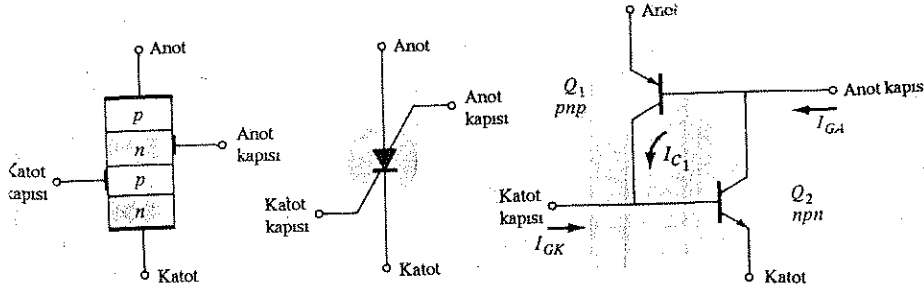 Anot
p
n
p
n
Anot
kapısı
Katot
kapısı
Katot
Anot
Anot
kapısı
Katot
kapısı
Katot
Anot
Q1
pnp
Anot kapısı
IGA
IC1
Katot
kapısı
IGK
Q2
npn
Katot